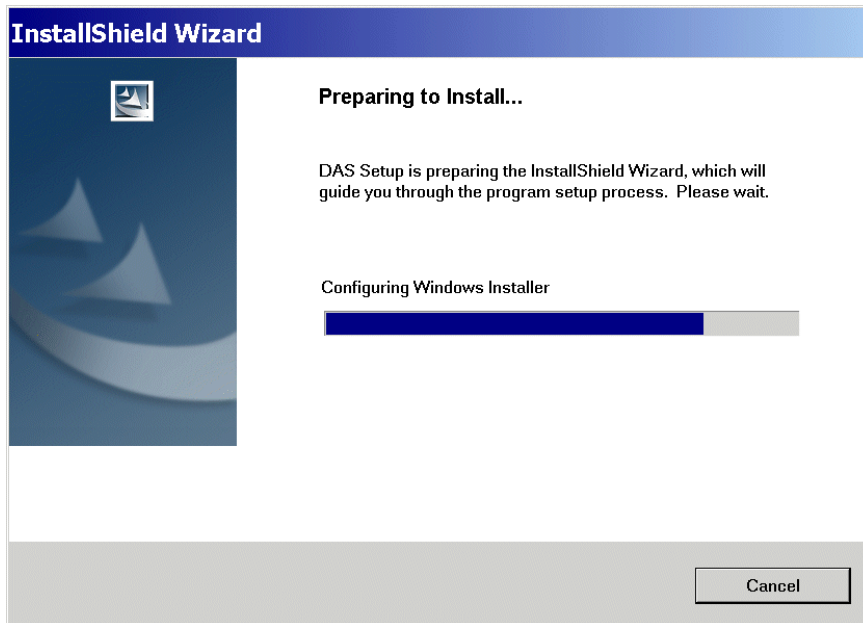 InstallShield Wizard
Preparing to Install...
DAS Setup is preparing the InstallShield Wizard, which will
guide you through the program setup process.  Please wait.
Configuring Windows Installer
Cancel